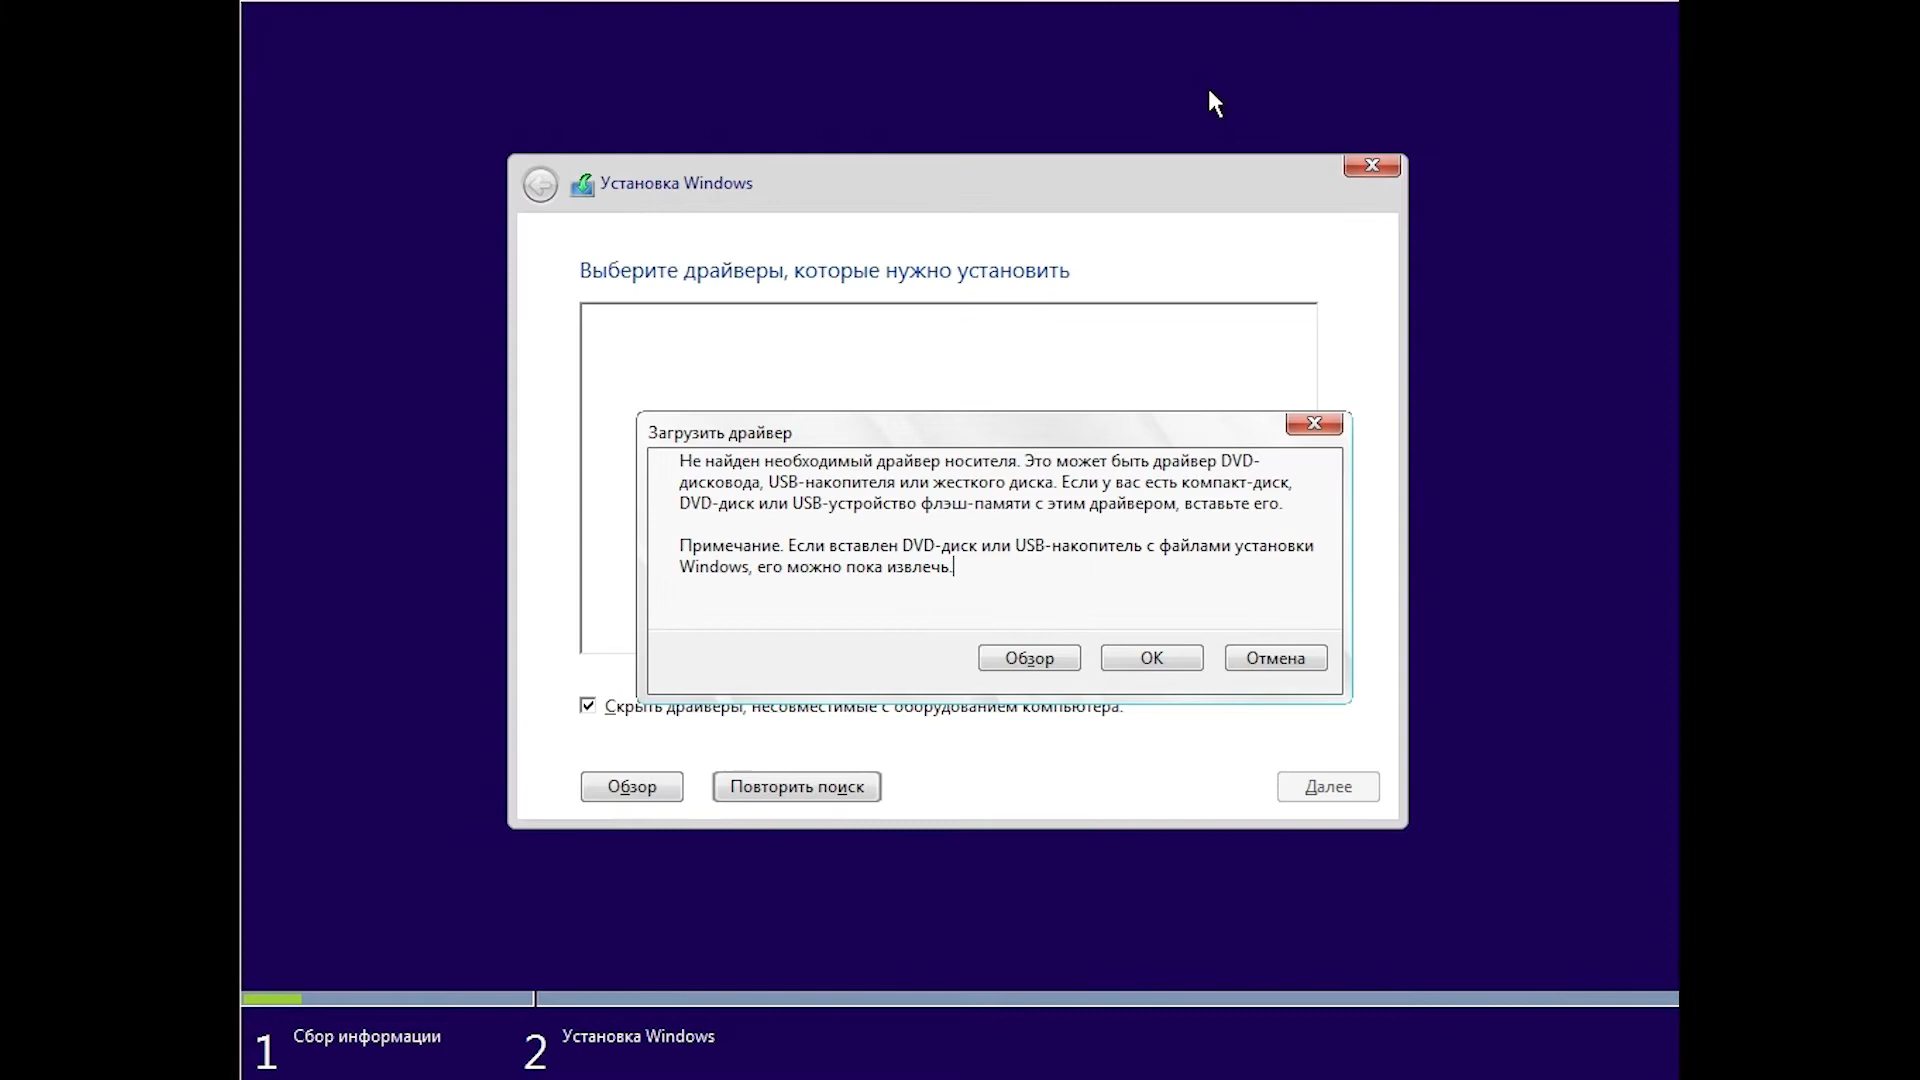 Установка Windows
Выберите драйверы, которые нужно установить
Загрузить драйвер
Не найден необходимый драйвер носителя. Это может быть драйвер DVD-
дисковода, USB-накопителя или жесткого диска. Если у вас есть компакт-диск,
DVD-диск или USB-устройство флэш-памяти с этим драйвером, вставьте его.
Примечание. Если вставлен DVD-диск или USB-накопитель с файлами установки
Windows, его можно пока извлечь.
Обзор
ОК
Отмена
Скрыть драйверы, несовместимые с оборудованием компьютера.
Обзор
Повторить поиск
Далее
1 Сбор информации
2 Установка Windows